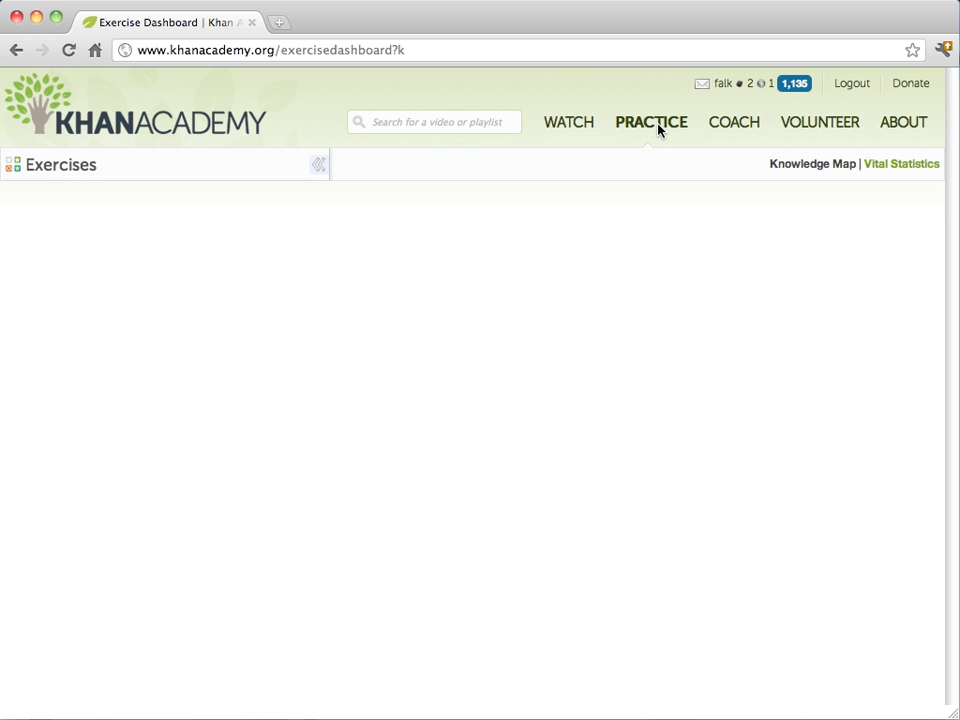 Exercise Dashboard | Khan A
www.khanacademy.org/exercisedashboard?k
falk 2 1 1,135 Logout Donate
KHANACADEMY
Search for a video or playlist
WATCH PRACTICE COACH VOLUNTEER ABOUT
Exercises
Knowledge Map | Vital Statistics